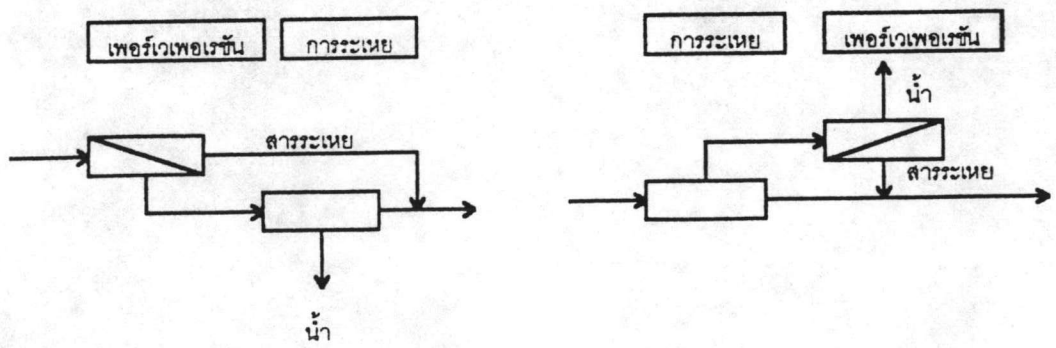 เพอร์เวเพอเรชัน
การระเหย
สารระเหย
น้ำ
การระเหย
เพอร์เวเพอเรชัน
น้ำ
สารระเหย